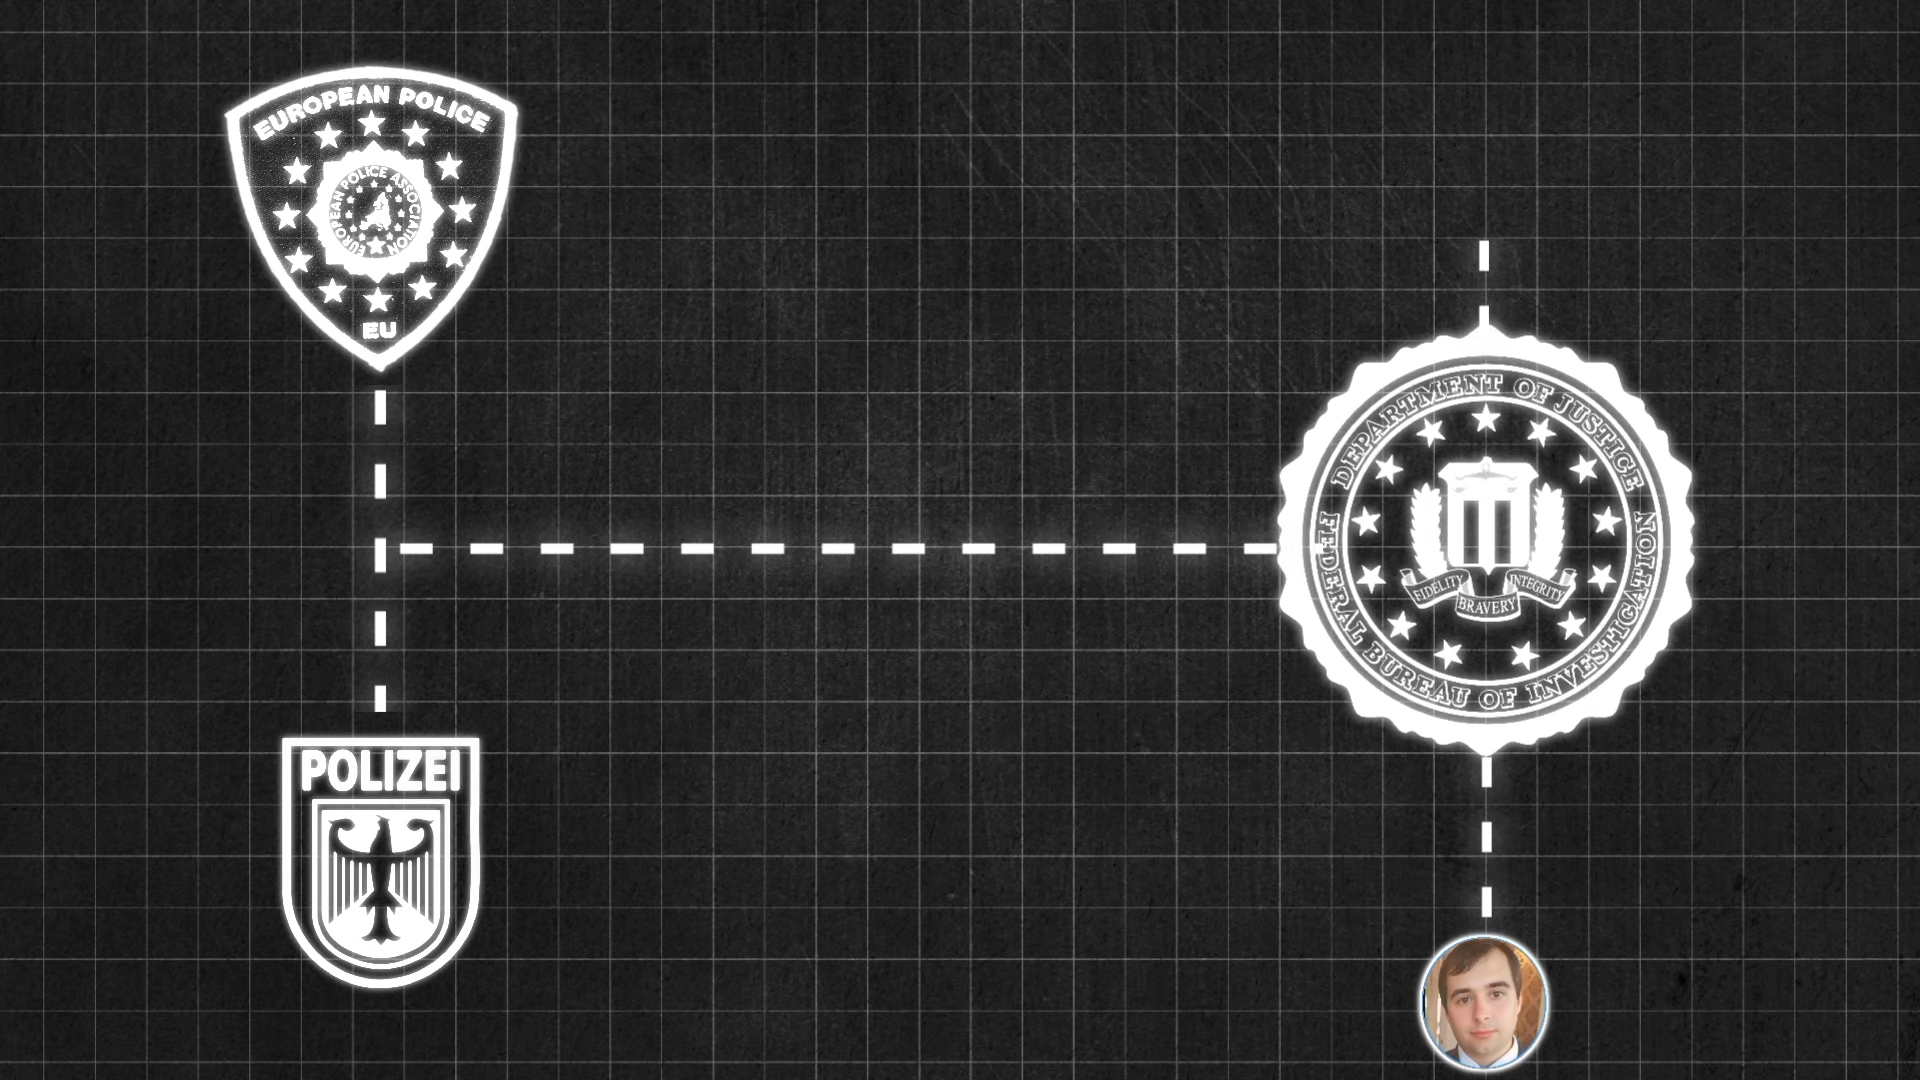 EUROPEAN POLICE
EUROPEAN POLICE ASSOCIATION
EU
DEPARTMENT OF JUSTICE
FEDERAL BUREAU OF INVESTIGATION
FIDELITY
BRAVERY
INTEGRITY
POLIZEI